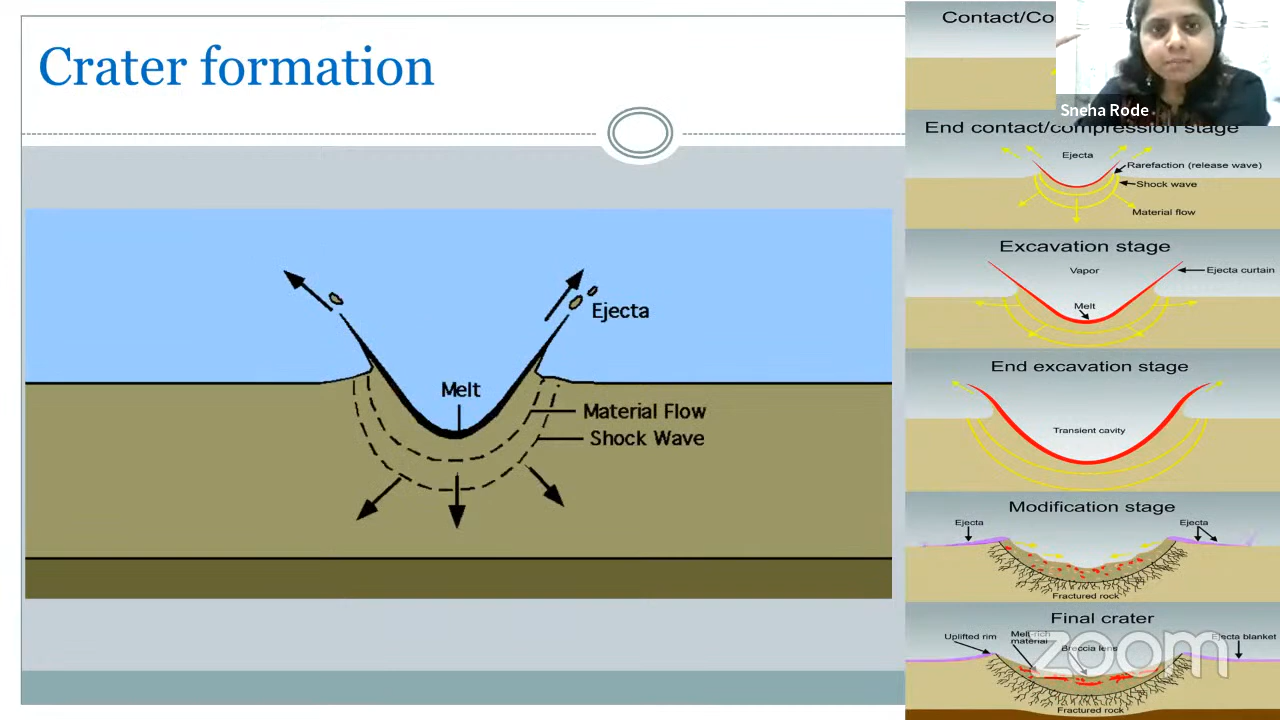 Crater formation
Ejecta
Melt
Material Flow
Shock Wave
Contact/Co
Sneha Rode
End contact/compression stage
Ejecta
Rarefaction (release wave)
Shock wave
Material flow
Excavation stage
Vapor
Ejecta curtain
Melt
End excavation stage
Transient cavity
Modification stage
Ejecta
Ejecta
Fractured rock
Final crater
Uplifted rim
Melt-rich
material
Breccia lens
Ejecta blanket
zoom
Fractured rock